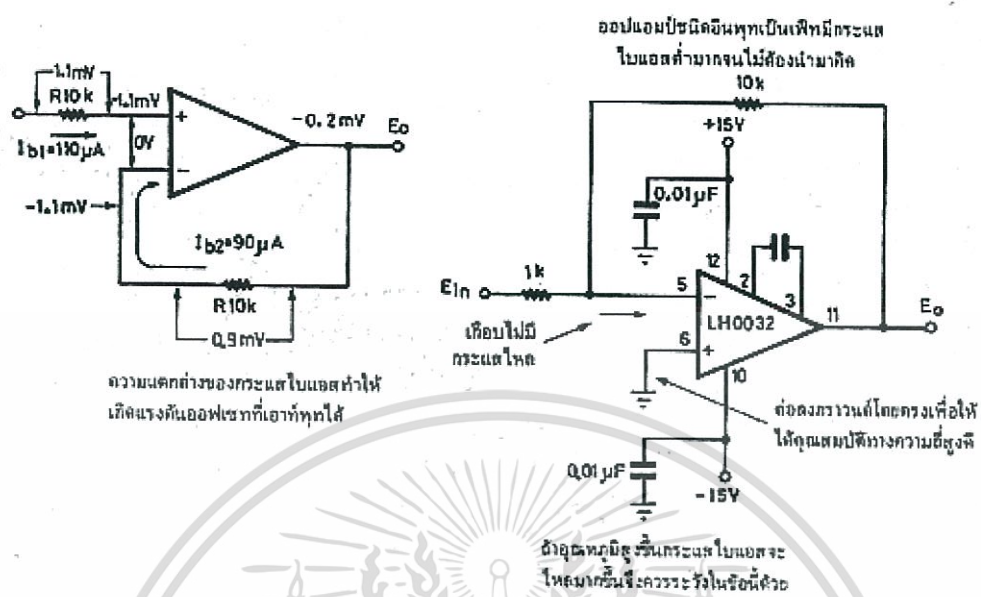 ออปแอมป์ชนิดอินพุทเป็นเฟ็ทมีกระแส
ไบแอสต่ำมากจนไม่ต้องนำมาคิด
1.1mV
R10k
-1.1mV
Ib1=110µA
0V
+
-
-0.2mV
Eo
-1.1mV
Ib2=90µA
R10k
0.9mV
ความแตกต่างของกระแสไบแอสทำให้
เกิดแรงดันออฟเซทที่เอาท์พุทได้
10k
+15V
0.01µF
12
2
3
Ein
1k
5
-
LH0032
11
Eo
6
+
10
เกือบไม่มี
กระแสไหล
ต่อลงกราวนด์โดยตรงเพื่อให้
ได้คุณสมบัติทางความถี่สูงดี
0.01µF
-15V
ถ้าอุณหภูมิสูงขึ้นกระแสไบแอสจะ
ไหลมากขึ้นจึงควรระวังในข้อนี้ด้วย